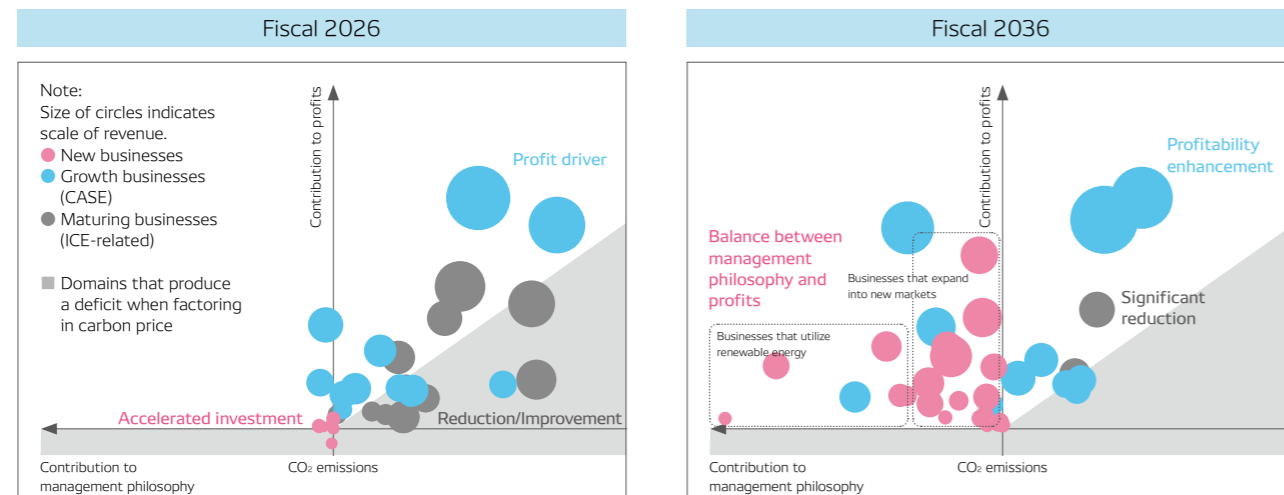 Fiscal 2026
Note:
Size of circles indicates
scale of revenue.
New businesses
Growth businesses
(CASE)
Maturing businesses
(ICE-related)
Domains that produce
a deficit when factoring
in carbon price
Contribution to profits
Profit driver
Accelerated investment
Reduction/Improvement
Contribution to
management philosophy
CO₂ emissions
Fiscal 2036
Contribution to profits
Profitability
enhancement
Balance between
management
philosophy and
profits
Businesses that expand
into new markets
Significant
reduction
Businesses that utilize
renewable energy
Contribution to
management philosophy
CO₂ emissions